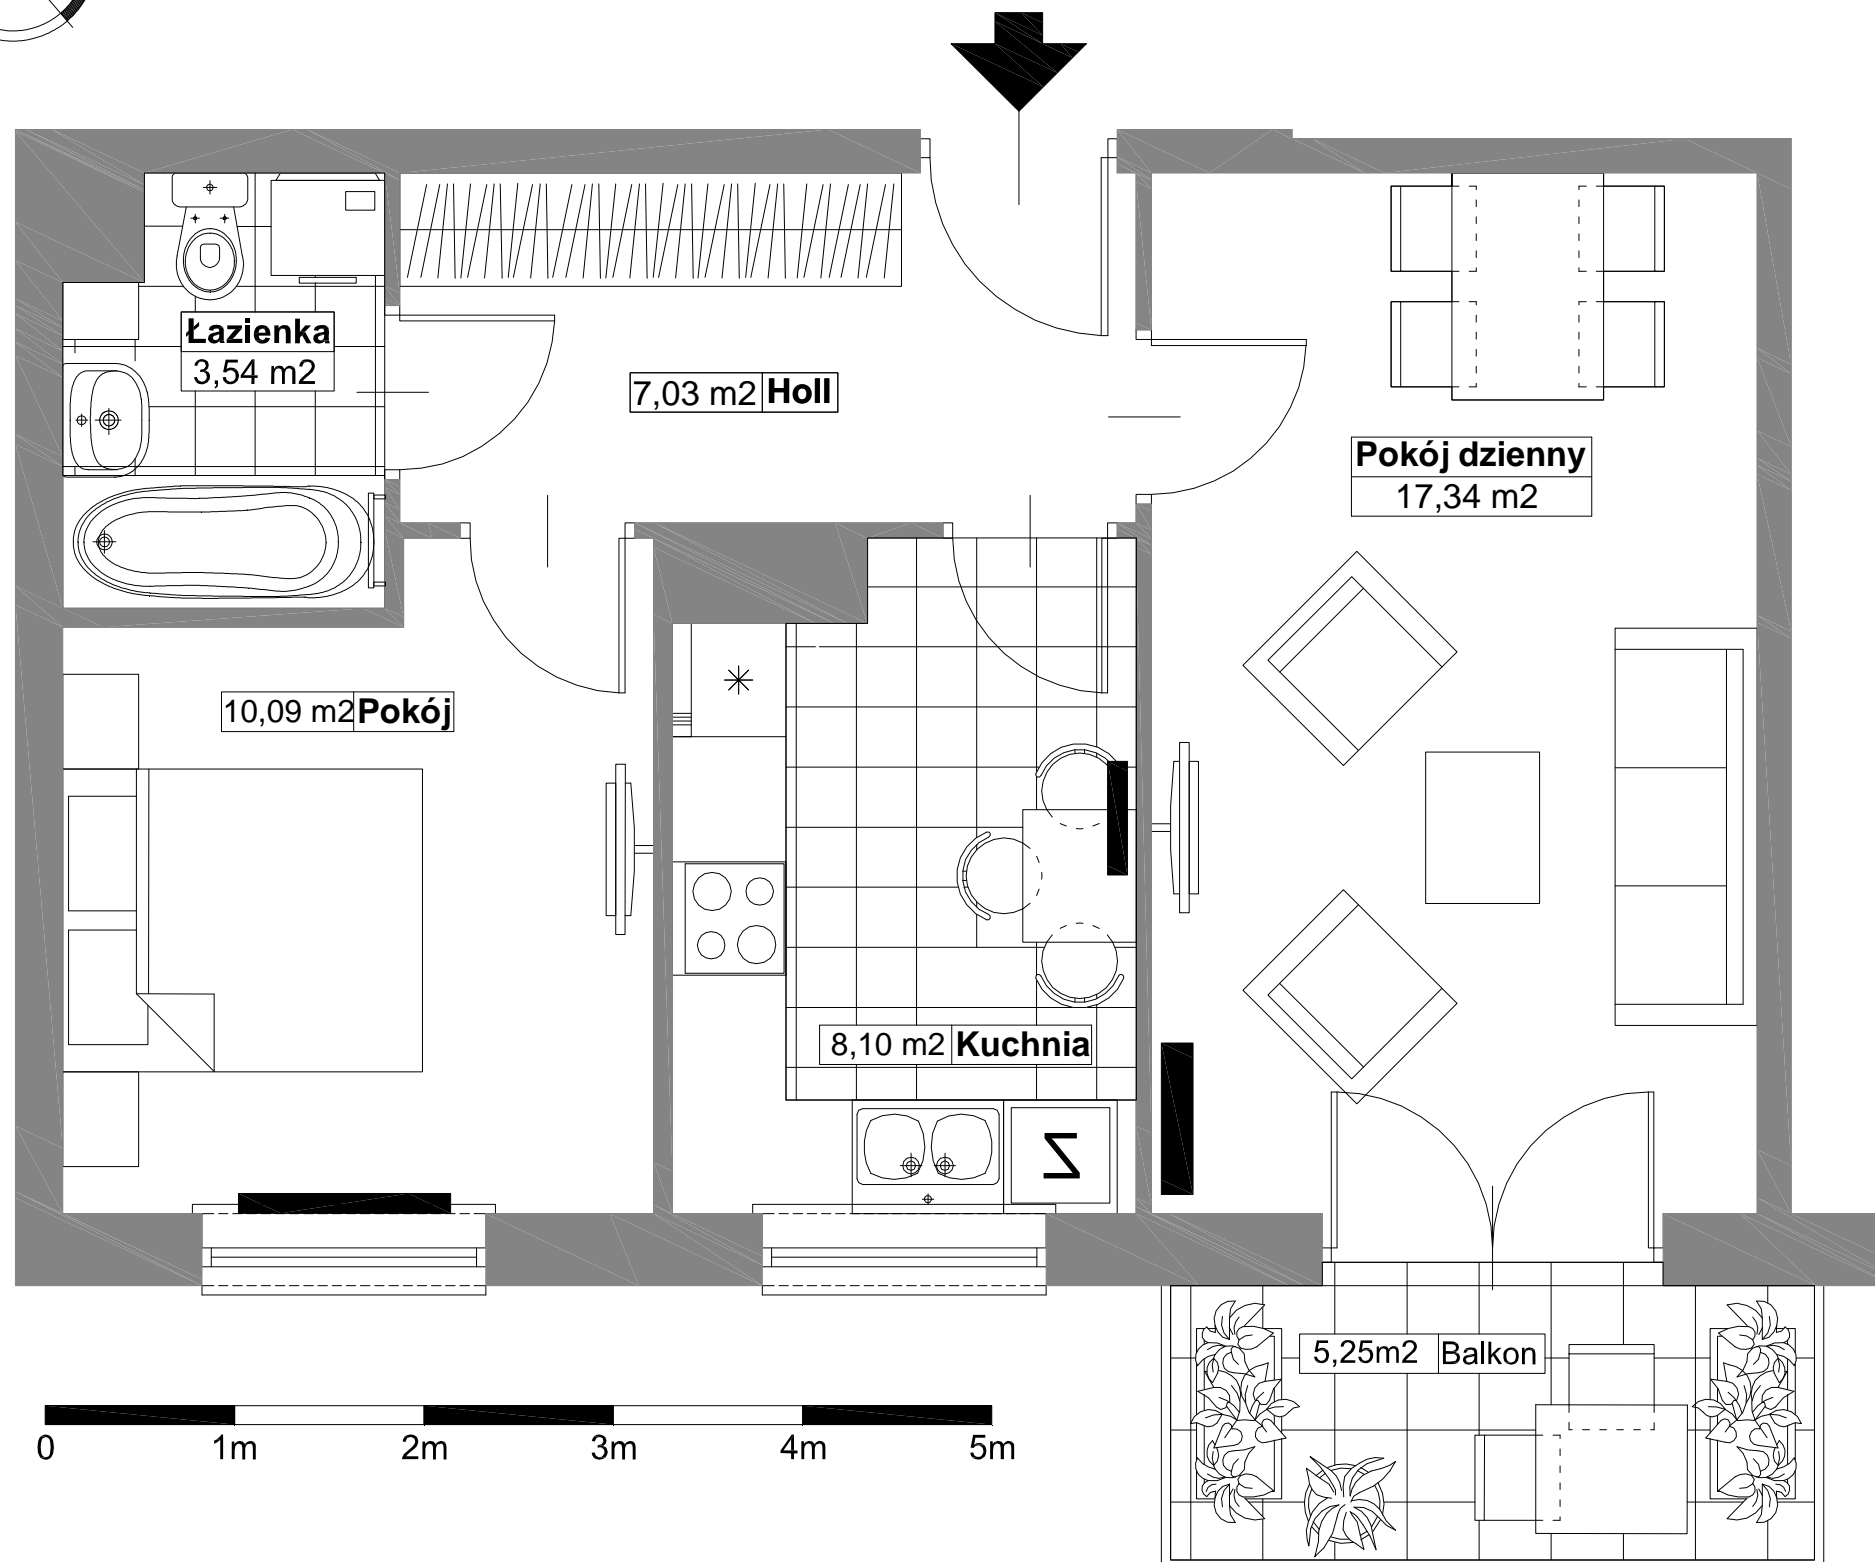 Łazienka
3,54 m2
7,03 m2 Holl
Pokój dzienny
17,34 m2
10,09 m2 Pokój
8,10 m2 Kuchnia
Z
5,25m2 Balkon
0 1m 2m 3m 4m 5m